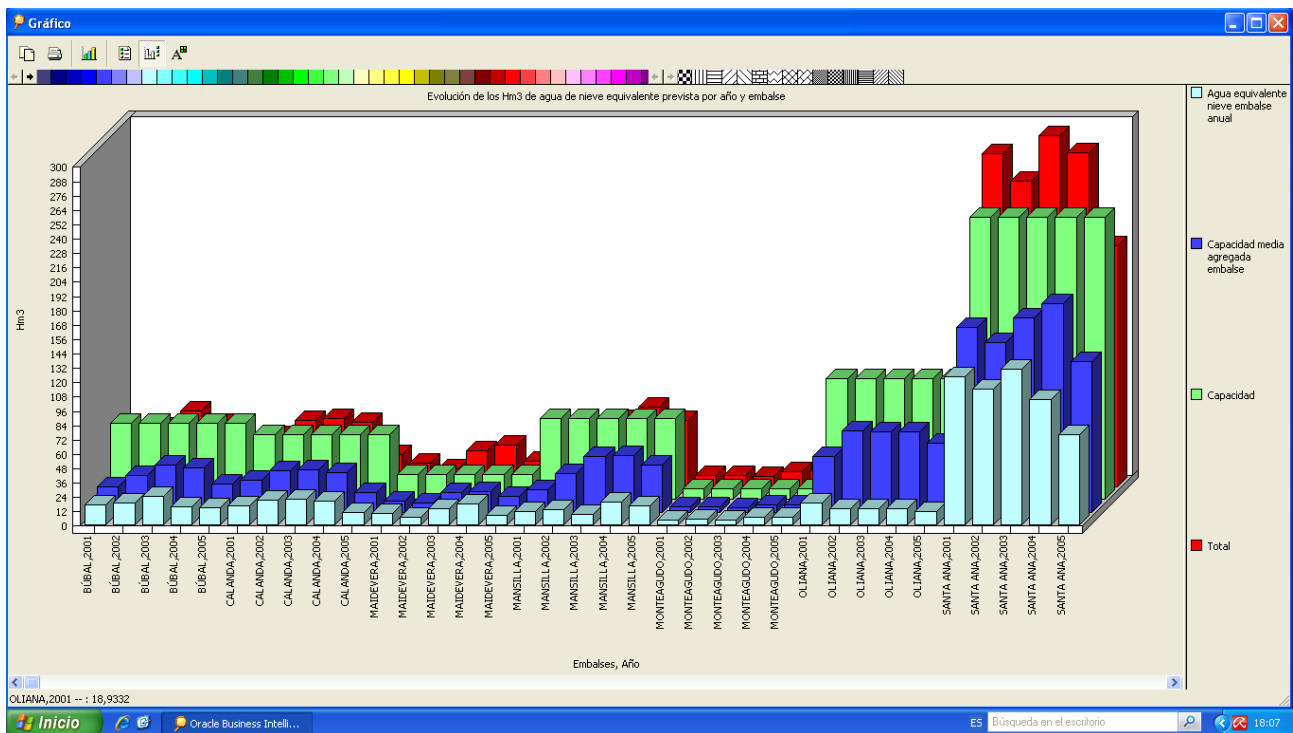 Gráfico
A
Evolución de los Hm3 de agua de nieve equivalente prevista por año y embalse
Agua equivalente
nieve embalse
anual
Capacidad media
agregada
embalse
Capacidad
Total
Hm3
300
288
276
264
252
240
228
216
204
192
180
168
156
144
132
120
108
96
84
72
60
48
36
24
12
0
BÚBAL,2001
BÚBAL,2002
BÚBAL,2003
BÚBAL,2004
BÚBAL,2005
CALANDA,2001
CALANDA,2002
CALANDA,2003
CALANDA,2004
CALANDA,2005
MAIDEVERA,2001
MAIDEVERA,2002
MAIDEVERA,2003
MAIDEVERA,2004
MAIDEVERA,2005
MANSILLA,2001
MANSILLA,2002
MANSILLA,2003
MANSILLA,2004
MANSILLA,2005
MONTEAGUDO,2001
MONTEAGUDO,2002
MONTEAGUDO,2003
MONTEAGUDO,2004
MONTEAGUDO,2005
OLIANA,2001
OLIANA,2002
OLIANA,2003
OLIANA,2004
OLIANA,2005
SANTA ANA,2001
SANTA ANA,2002
SANTA ANA,2003
SANTA ANA,2004
SANTA ANA,2005
Embalses, Año
OLIANA,2001 -- : 18,9332
Inicio
Oracle Business Intelli...
ES
Búsqueda en el escritorio
18:07